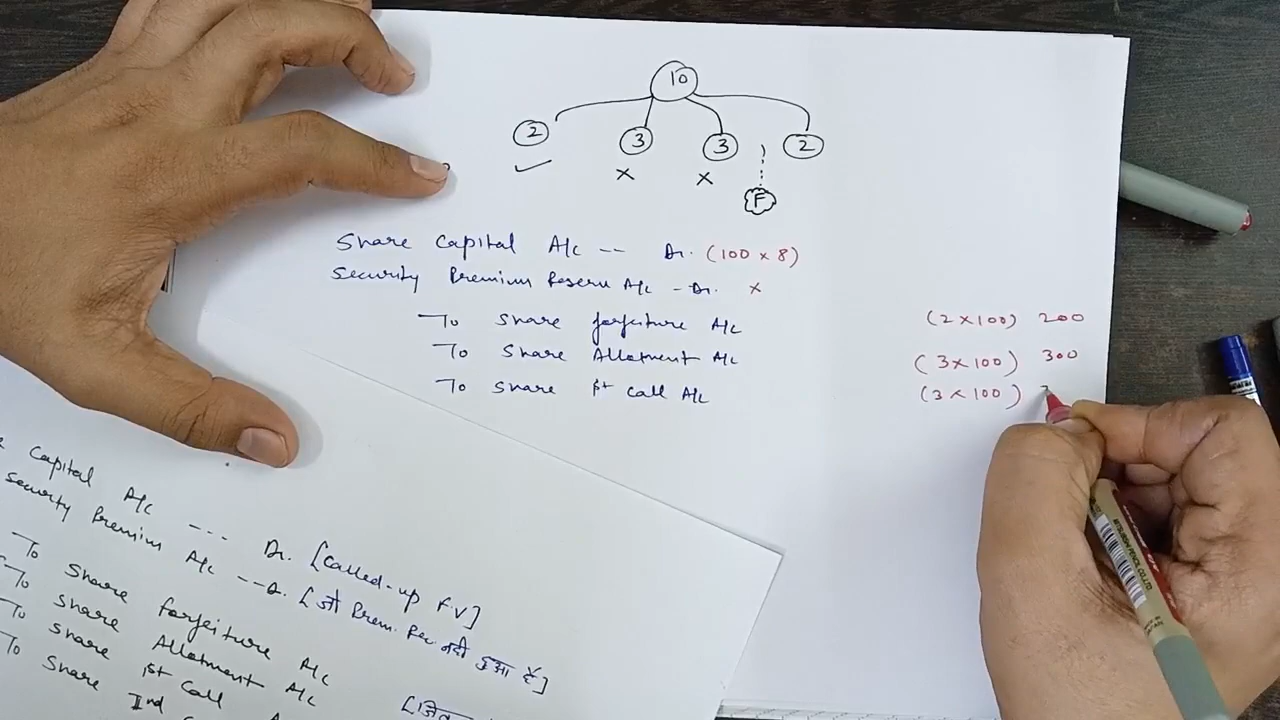 10
2 3 3 2
✓ × × F
Share Capital A/c -- Dr. (100 × 8)
Security Premium Reserve A/c - Dr. ×
To Share forfeiture A/c (2×100) 200
To Share Allotment A/c (3×100) 300
To Share 1st Call A/c (3×100)
Capital A/c --- Dr. [Called-up F.V]
Security Premium A/c --D. [जो Prem. Rec. नही हुआ है]
To Share forfeiture A/c
To Share Allotment A/c
To Share 1st Call
To Share IInd